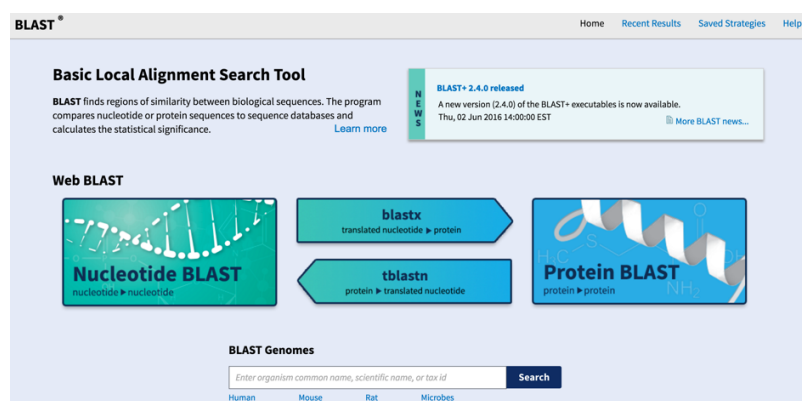 BLAST ®
Home Recent Results Saved Strategies Help
Basic Local Alignment Search Tool
BLAST finds regions of similarity between biological sequences. The program
compares nucleotide or protein sequences to sequence databases and
calculates the statistical significance. Learn more
NEWS
BLAST+ 2.4.0 released
A new version (2.4.0) of the BLAST+ executables is now available.
Thu, 02 Jun 2016 14:00:00 EST
More BLAST news...
Web BLAST
Nucleotide BLAST
nucleotide ▶ nucleotide
blastx
translated nucleotide ▶ protein
tblastn
protein ▶ translated nucleotide
H₃C S O OH
Protein BLAST
protein ▶ protein
NH₂
BLAST Genomes
Enter organism common name, scientific name, or tax id Search
Human Mouse Rat Microbes